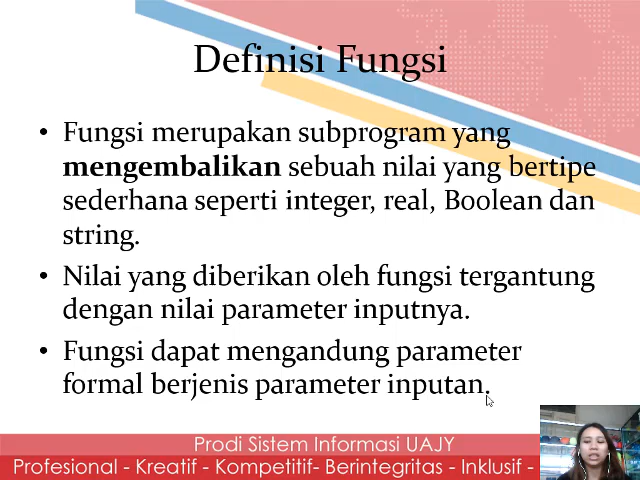 Definisi Fungsi
• Fungsi merupakan subprogram yang
mengembalikan sebuah nilai yang bertipe
sederhana seperti integer, real, Boolean dan
string.
• Nilai yang diberikan oleh fungsi tergantung
dengan nilai parameter inputnya.
• Fungsi dapat mengandung parameter
formal berjenis parameter inputan.
Prodi Sistem Informasi UAJY
Profesional - Kreatif - Kompetitif- Berintegritas - Inklusif -